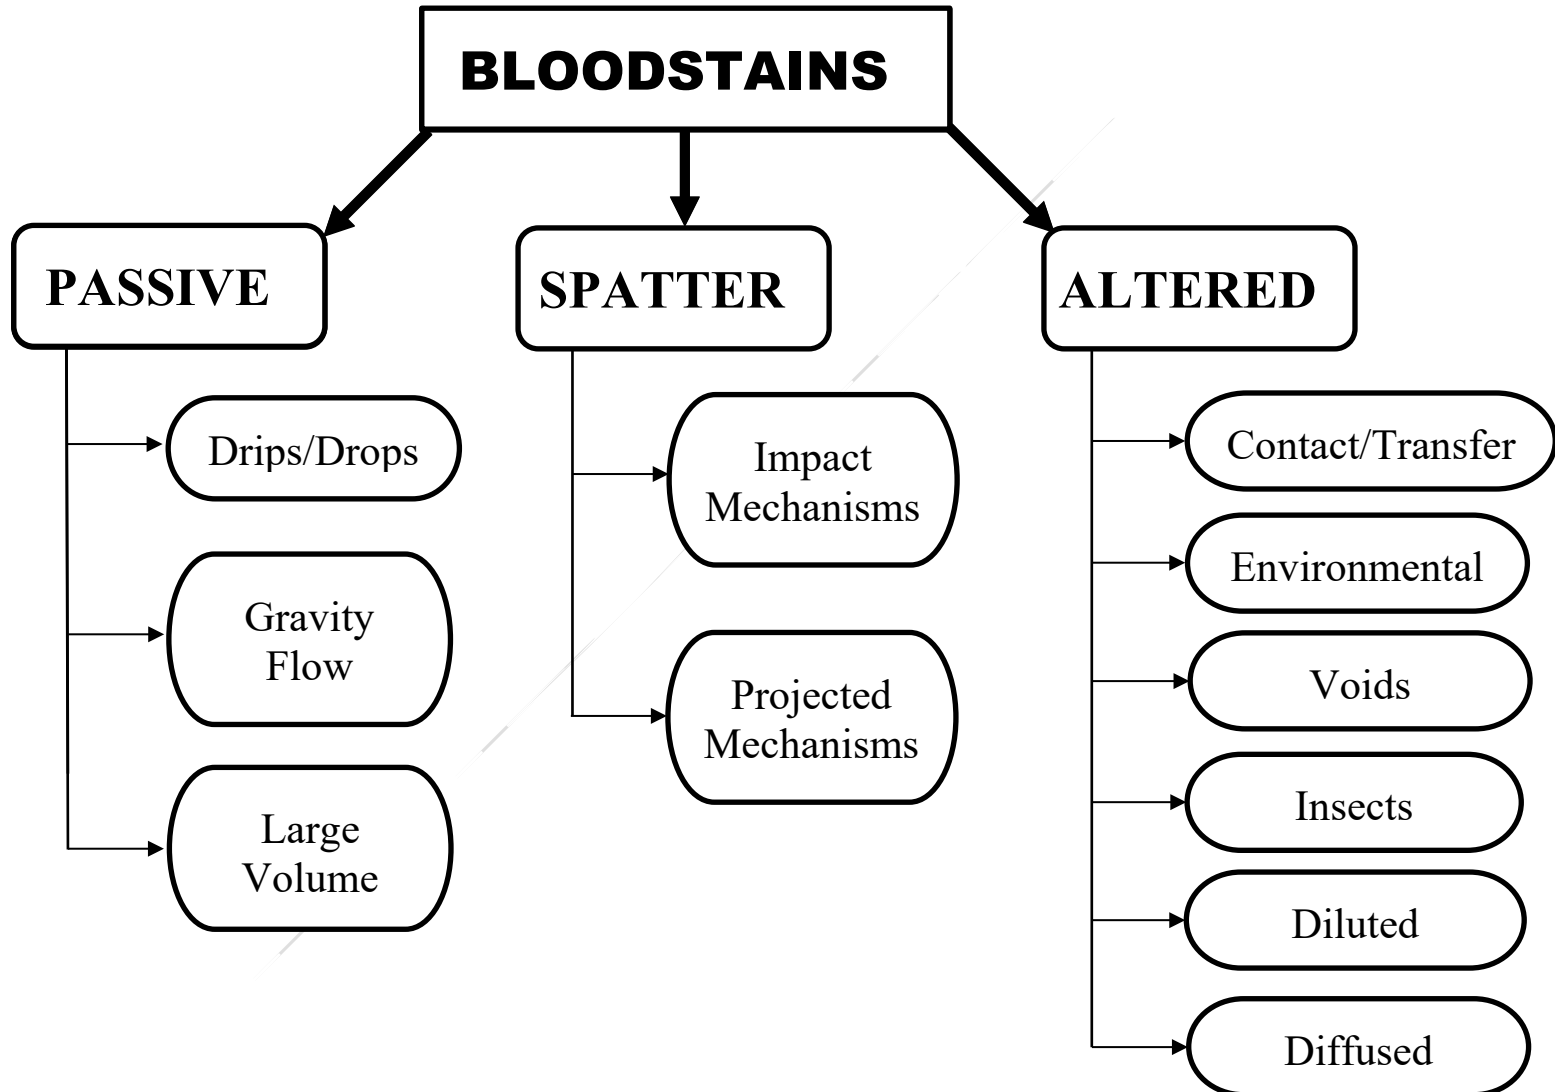 BLOODSTAINS
PASSIVE
SPATTER
ALTERED
Drips/Drops
Gravity
Flow
Large
Volume
Impact
Mechanisms
Projected
Mechanisms
Contact/Transfer
Environmental
Voids
Insects
Diluted
Diffused